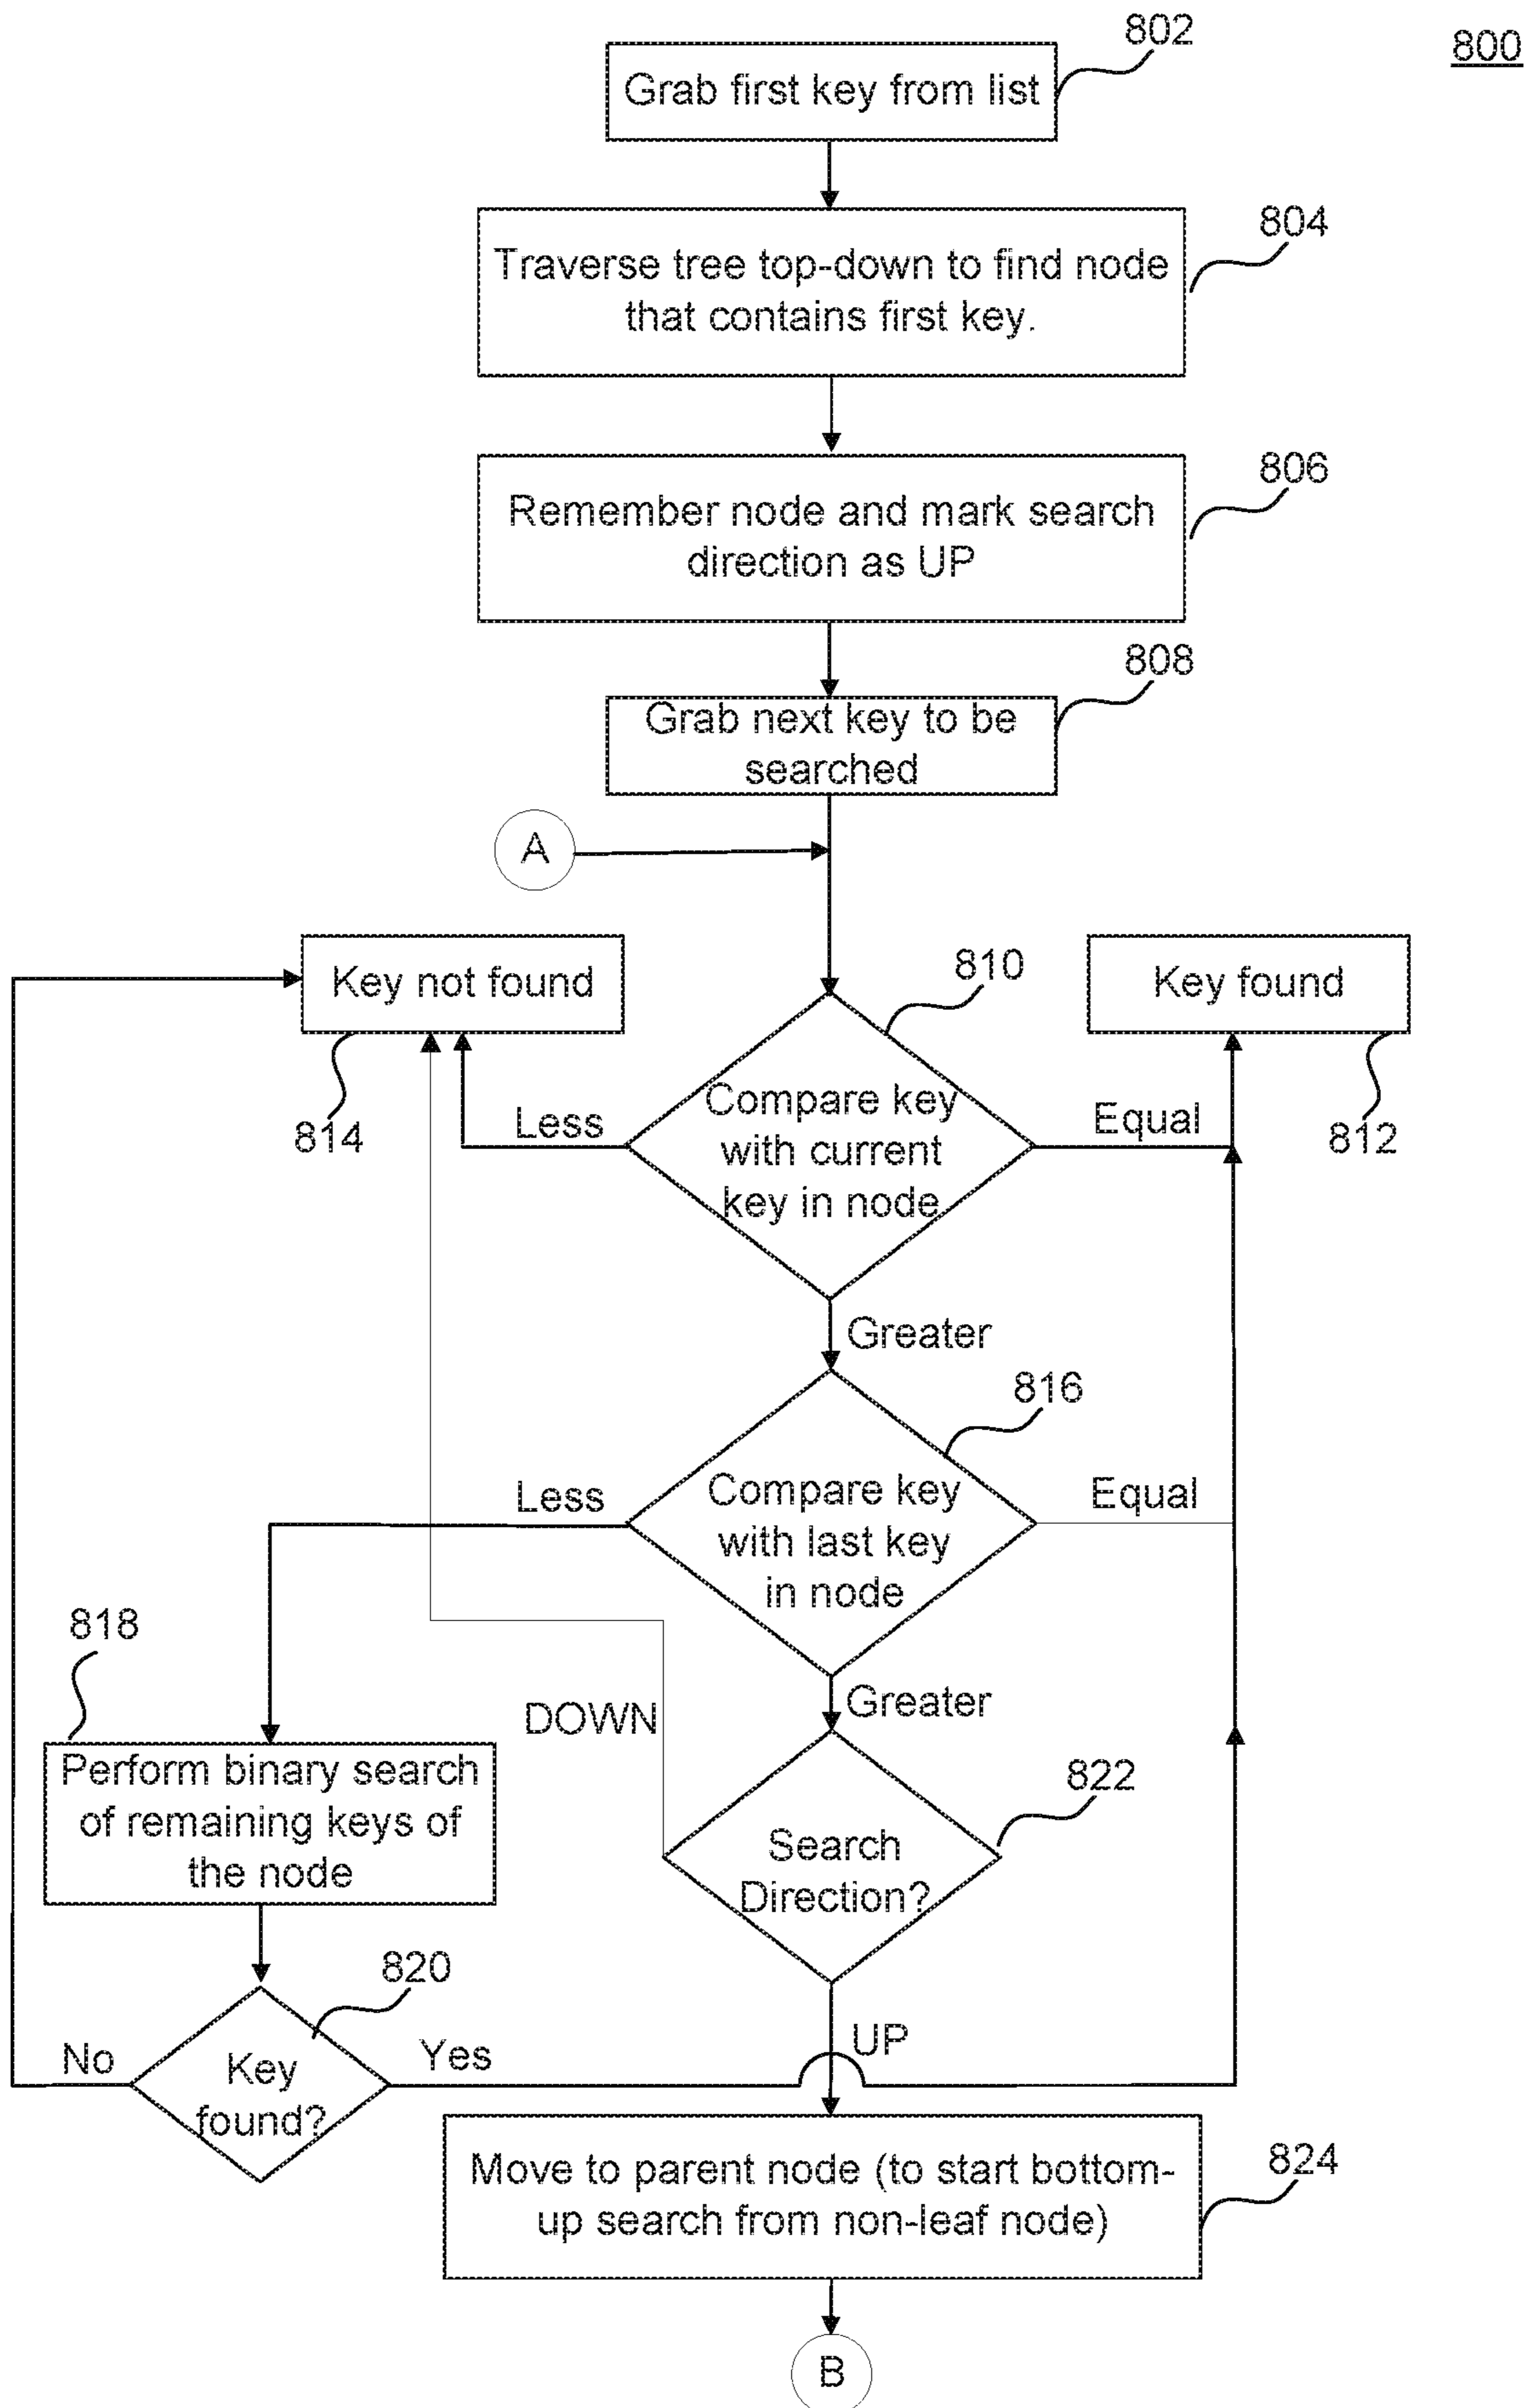 800
802
Grab first key from list
804
Traverse tree top-down to find node
that contains first key.
806
Remember node and mark search
direction as UP
808
Grab next key to be
searched
A
Key not found
814
810
Key found
812
Less
Compare key
with current
key in node
Equal
Greater
816
Less
Compare key
with last key
in node
Equal
818
DOWN
Greater
Perform binary search
of remaining keys of
the node
822
Search
Direction?
820
No
Key
found?
Yes
UP
824
Move to parent node (to start bottom-
up search from non-leaf node)
B